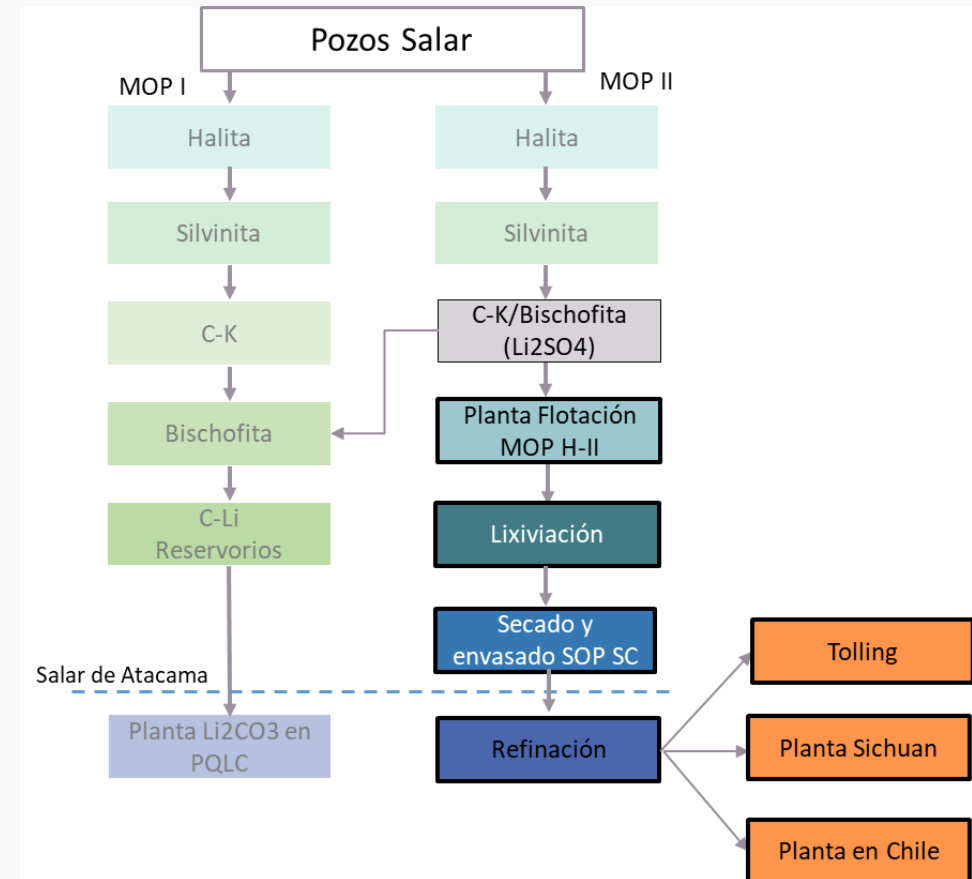 Pozos Salar
MOP I
MOP II
Halita
Halita
Silvinita
Silvinita
C-K
C-K/Bischofita
(Li2SO4)
Bischofita
Planta Flotación
MOP H-II
C-Li
Reservorios
Lixiviación
Secado y
envasado SOP SC
Salar de Atacama
Planta Li2CO3 en
PQLC
Refinación
Tolling
Planta Sichuan
Planta en Chile